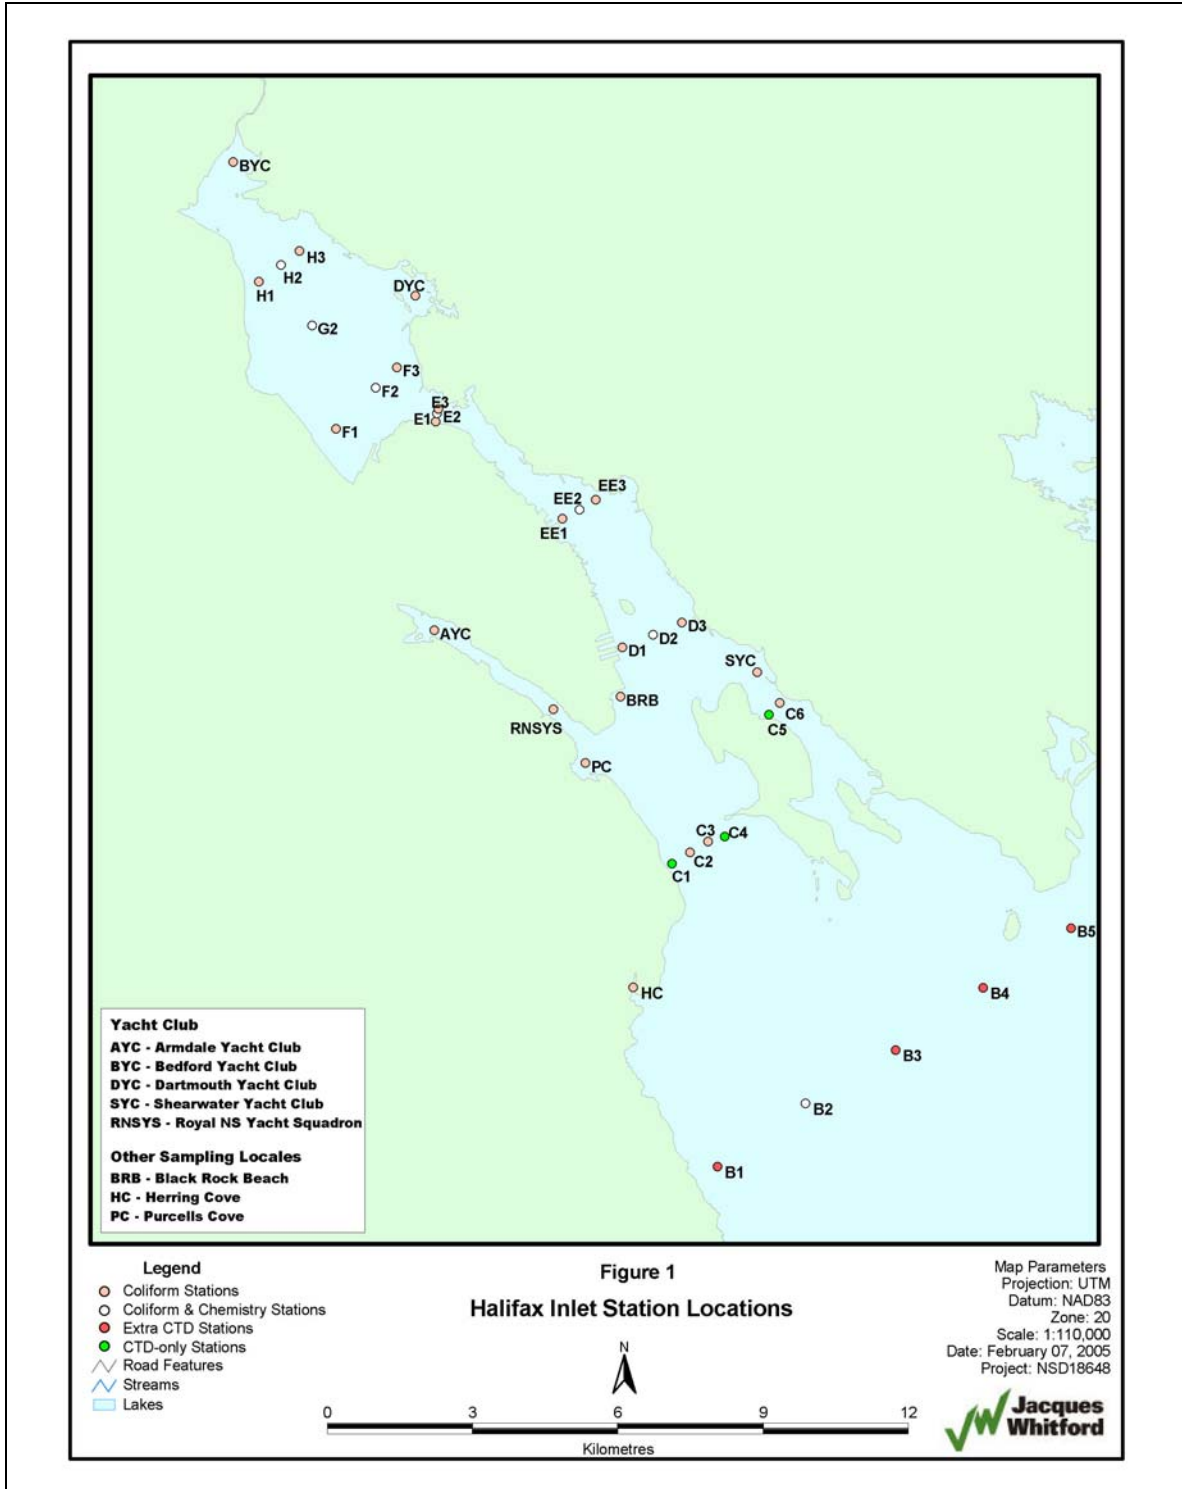 BYC
H3
H2
H1
DYC
G2
F3
F2
E3
E1
E2
F1
EE3
EE2
EE1
AYC
D3
D2
D1
SYC
BRB
C6
C5
RNSYS
PC
C3
C4
C2
C1
B5
HC
B4
B3
B2
B1
Yacht Club
AYC - Armdale Yacht Club
BYC - Bedford Yacht Club
DYC - Dartmouth Yacht Club
SYC - Shearwater Yacht Club
RNSYS - Royal NS Yacht Squadron
Other Sampling Locales
BRB - Black Rock Beach
HC - Herring Cove
PC - Purcells Cove
Legend
Coliform Stations
Coliform & Chemistry Stations
Extra CTD Stations
CTD-only Stations
Road Features
Streams
Lakes
Figure 1
Halifax Inlet Station Locations
N
0 3 6 9 12
Kilometres
Map Parameters
Projection: UTM
Datum: NAD83
Zone: 20
Scale: 1:110,000
Date: February 07, 2005
Project: NSD18648
JW Jacques
Whitford